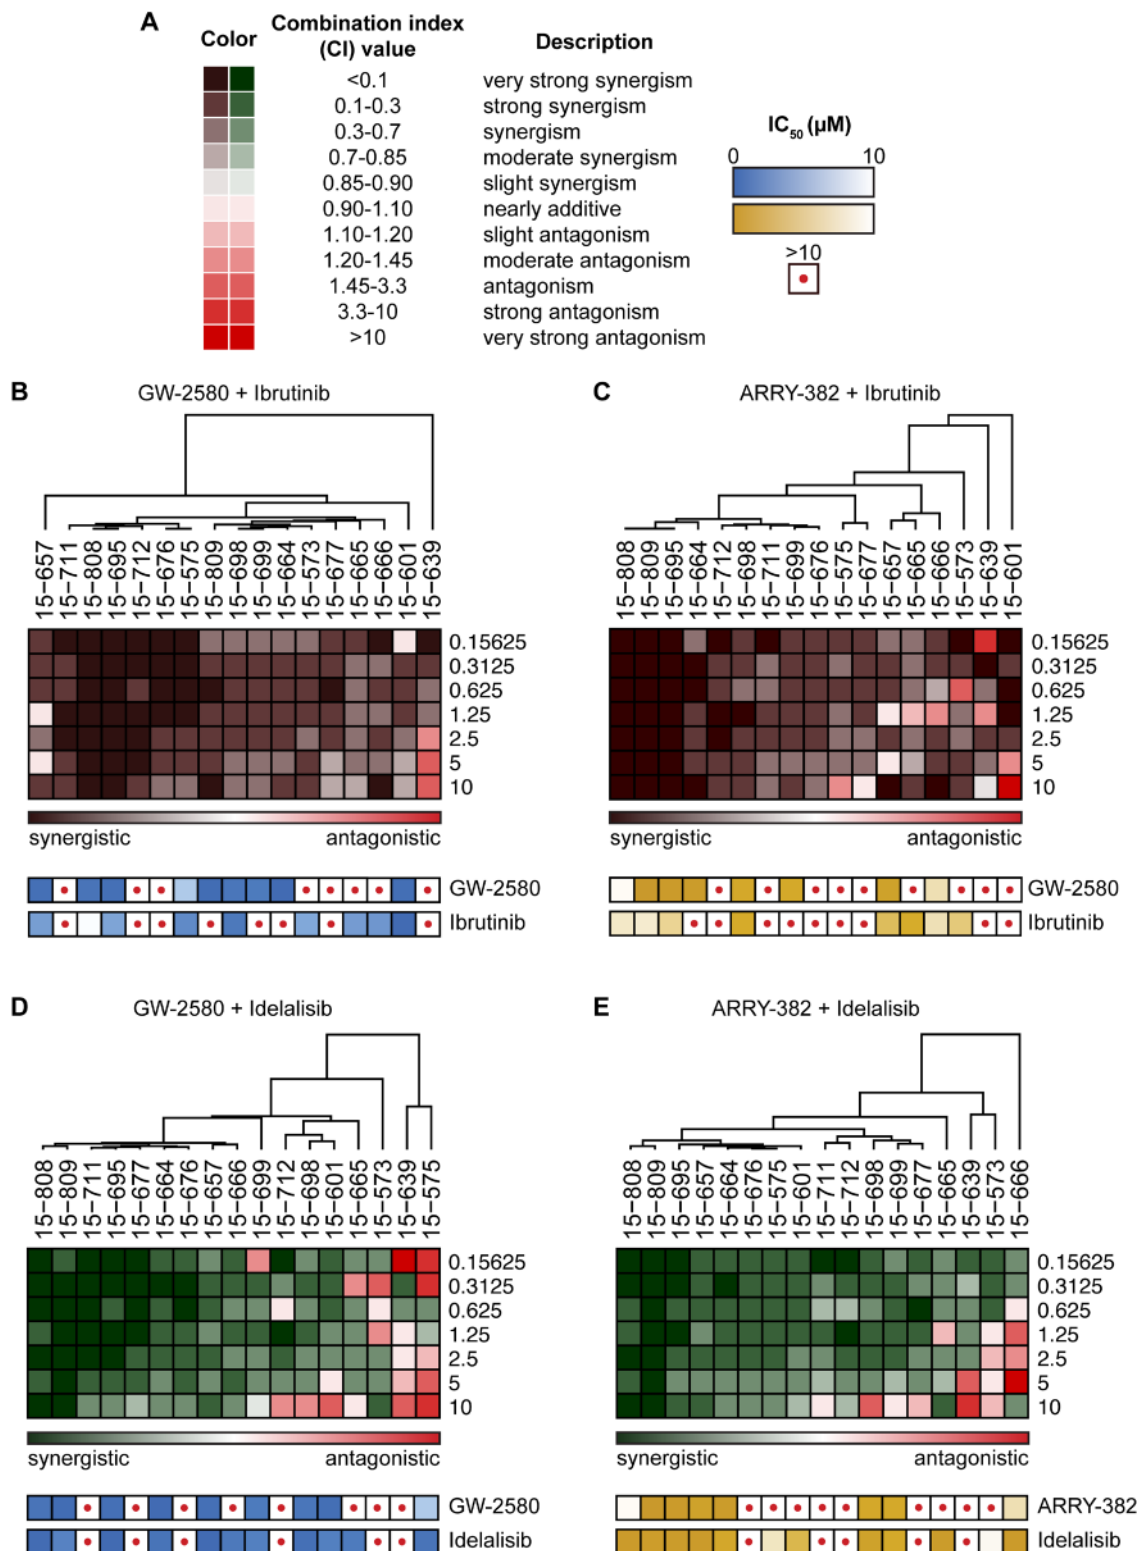 A
Color
Combination index
(CI) value
Description
<0.1 very strong synergism
0.1-0.3 strong synergism
0.3-0.7 synergism
0.7-0.85 moderate synergism
0.85-0.90 slight synergism
0.90-1.10 nearly additive
1.10-1.20 slight antagonism
1.20-1.45 moderate antagonism
1.45-3.3 antagonism
3.3-10 strong antagonism
>10 very strong antagonism
IC50 (µM)
0 10
>10
B
GW-2580 + Ibrutinib
15-657 15-711 15-808 15-695 15-712 15-676 15-575 15-809 15-698 15-699 15-664 15-573 15-677 15-665 15-666 15-601 15-639
0.15625
0.3125
0.625
1.25
2.5
5
10
synergistic antagonistic
GW-2580
Ibrutinib
C
ARRY-382 + Ibrutinib
15-808 15-809 15-695 15-664 15-712 15-698 15-711 15-699 15-676 15-575 15-677 15-657 15-665 15-666 15-573 15-639 15-601
0.15625
0.3125
0.625
1.25
2.5
5
10
synergistic antagonistic
GW-2580
Ibrutinib
D
GW-2580 + Idelalisib
15-808 15-809 15-711 15-695 15-677 15-664 15-676 15-657 15-666 15-699 15-712 15-698 15-601 15-665 15-573 15-639 15-575
0.15625
0.3125
0.625
1.25
2.5
5
10
synergistic antagonistic
GW-2580
Idelalisib
E
ARRY-382 + Idelalisib
15-808 15-809 15-695 15-657 15-664 15-676 15-575 15-601 15-711 15-712 15-698 15-699 15-677 15-665 15-639 15-573 15-666
0.15625
0.3125
0.625
1.25
2.5
5
10
synergistic antagonistic
ARRY-382
Idelalisib